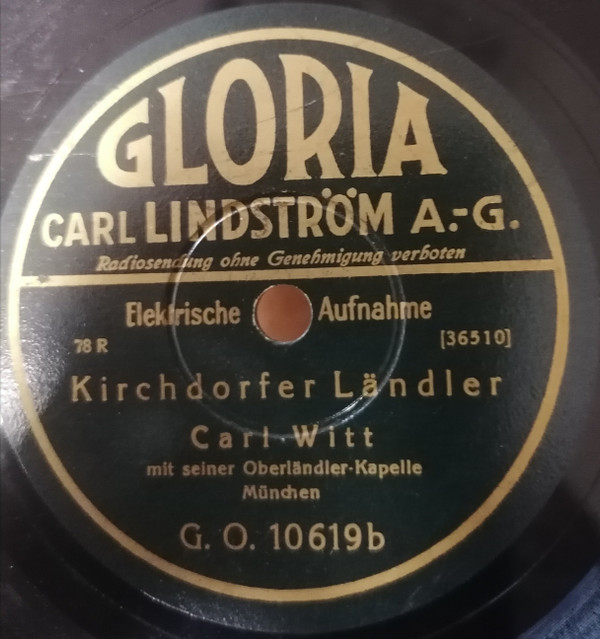 GLORIA
CARL LINDSTRÖM A.-G.
Radiosendung ohne Genehmigung verboten
Elektrische Aufnahme
78 R [36510]
Kirchdorfer Ländler
Carl Witt
mit seiner Oberländler-Kapelle
München
G. O. 10619b